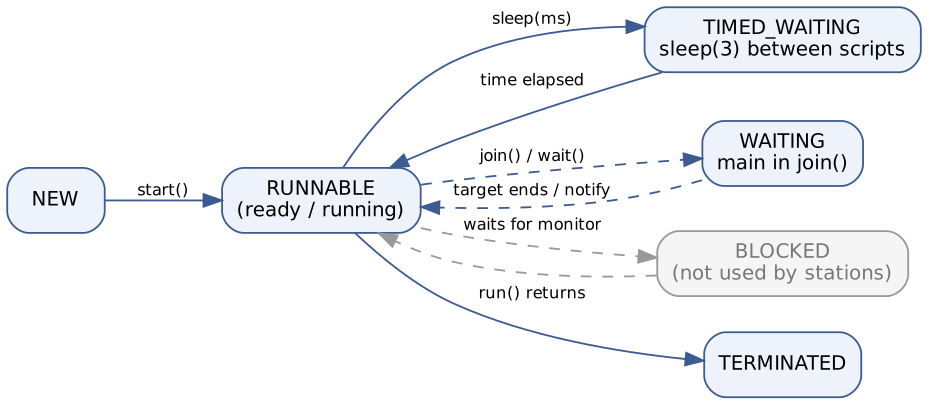 sleep(ms)
TIMED_WAITING
sleep(3) between scripts
time elapsed
WAITING
main in join()
join() / wait()
NEW
start()
RUNNABLE
(ready / running)
target ends / notify
waits for monitor
BLOCKED
(not used by stations)
run() returns
TERMINATED